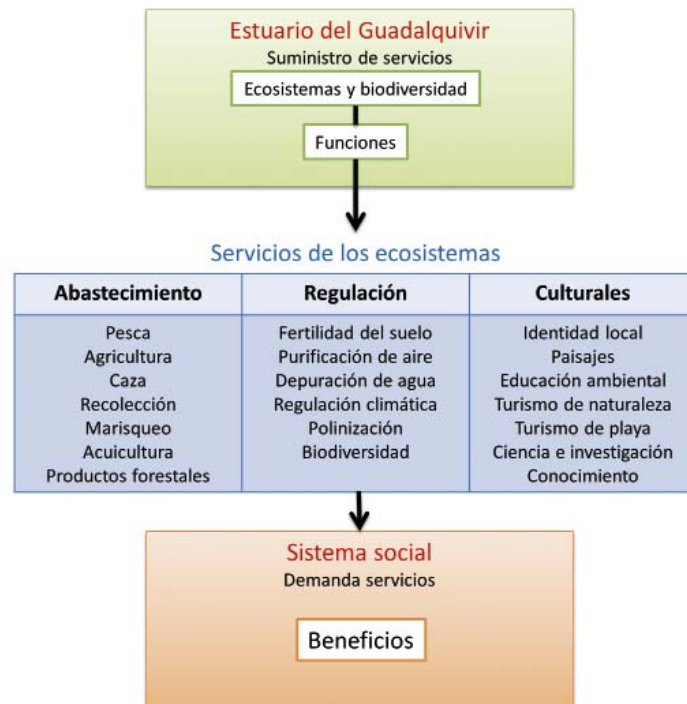 Estuario del Guadalquivir
Suministro de servicios
Ecosistemas y biodiversidad
Funciones
Servicios de los ecosistemas
Abastecimiento
Pesca
Agricultura
Caza
Recolección
Marisqueo
Acuicultura
Productos forestales
Regulación
Fertilidad del suelo
Purificación de aire
Depuración de agua
Regulación climática
Polinización
Biodiversidad
Culturales
Identidad local
Paisajes
Educación ambiental
Turismo de naturaleza
Turismo de playa
Ciencia e investigación
Conocimiento
Sistema social
Demanda servicios
Beneficios